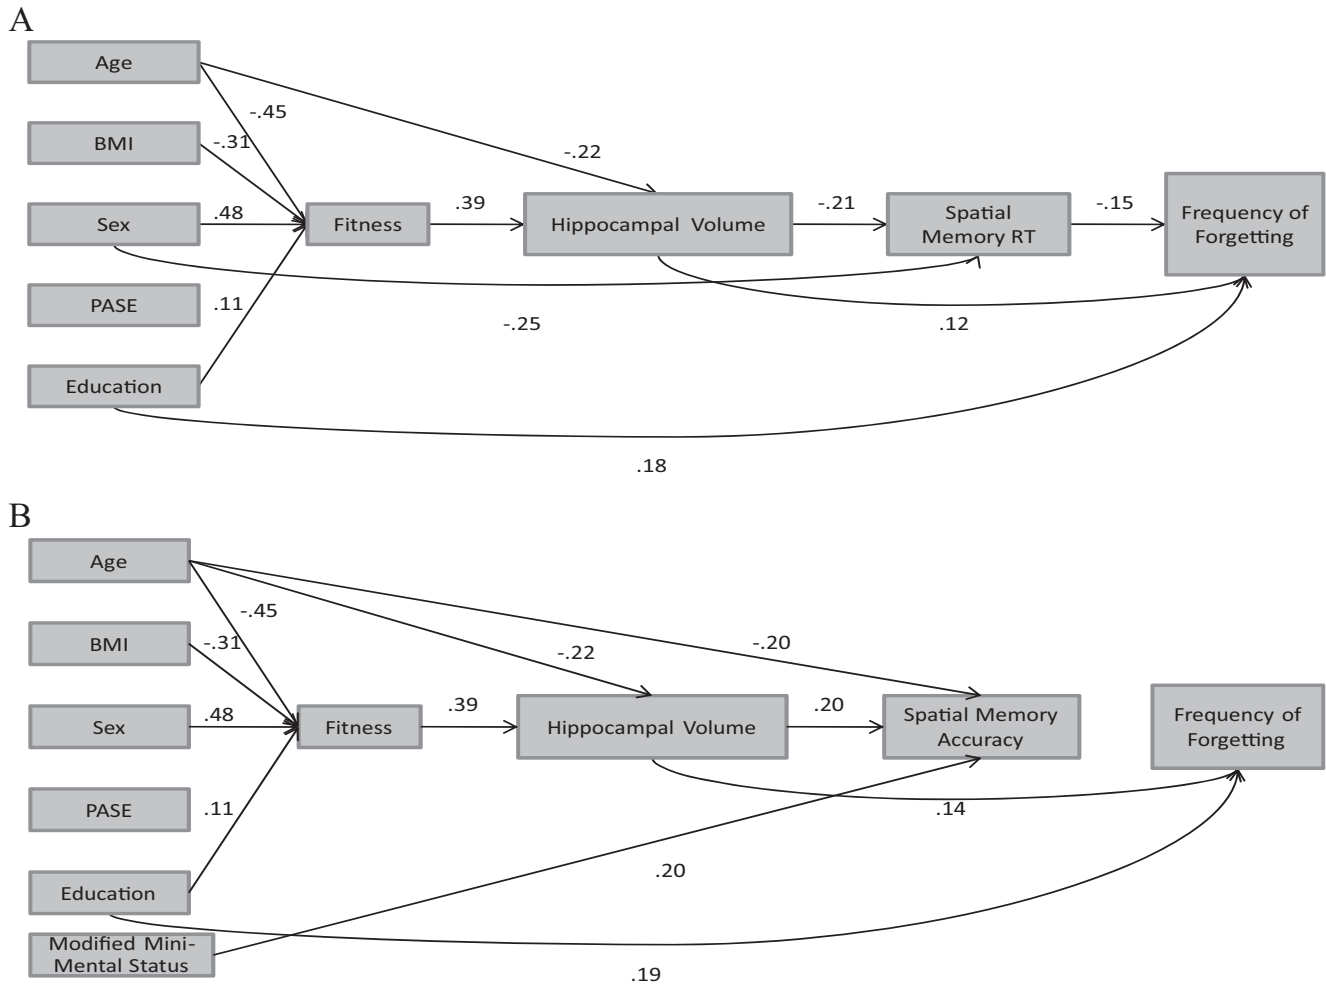 A
Age
-.45
BMI
-.31
-.22
Sex
.48
Fitness
.39
Hippocampal Volume
-.21
Spatial
Memory RT
-.15
Frequency of
Forgetting
PASE
.11
-.25
.12
Education
.18
B
Age
-.45
BMI
-.31
-.22
-.20
Sex
.48
Fitness
.39
Hippocampal Volume
.20
Spatial Memory
Accuracy
Frequency of
Forgetting
PASE
.11
.14
.20
Education
Modified Mini-
Mental Status
.19